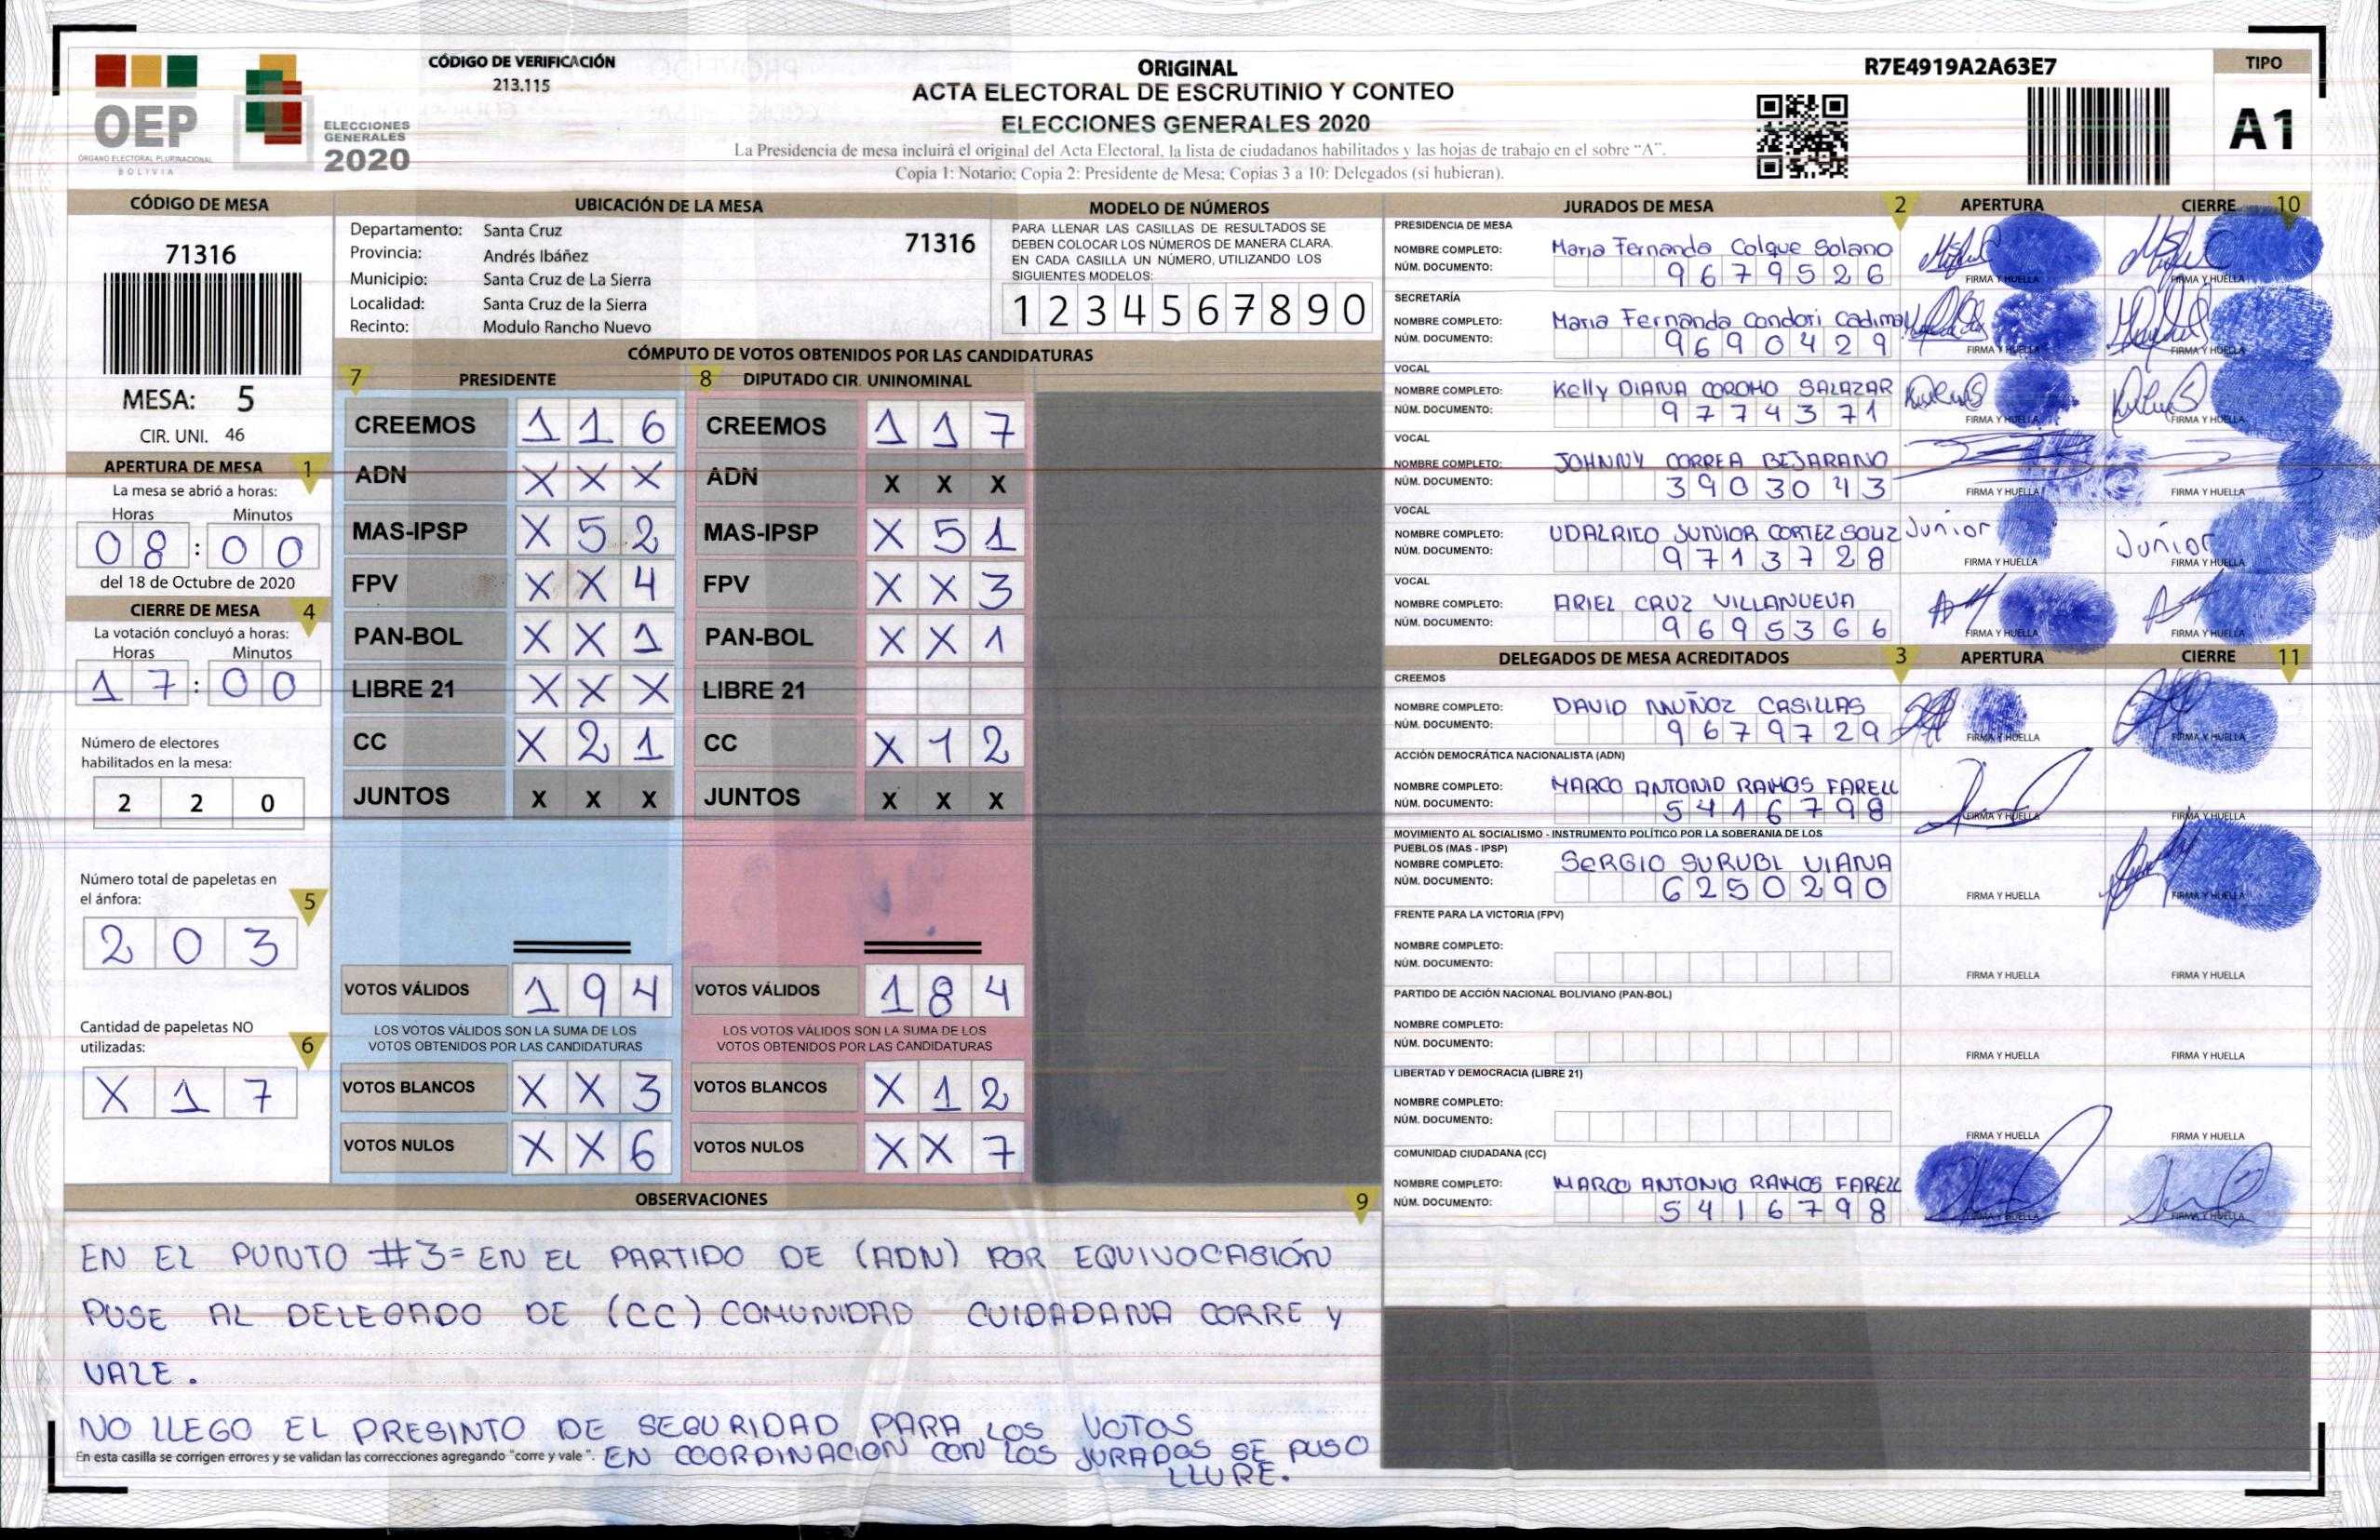 OEP
ÓRGANO ELECTORAL PLURINACIONAL
BOLIVIA
ELECCIONES
GENERALES
2020
CÓDIGO DE VERIFICACIÓN
213.115
ORIGINAL
ACTA ELECTORAL DE ESCRUTINIO Y CONTEO
ELECCIONES GENERALES 2020
La Presidencia de mesa incluirá el original del Acta Electoral, la lista de ciudadanos habilitados y las hojas de trabajo en el sobre “A”.
Copia 1: Notario; Copia 2: Presidente de Mesa; Copias 3 a 10: Delegados (si hubieran).
R7E4919A2A63E7
TIPO
A1
CÓDIGO DE MESA
71316
MESA: 5
CIR. UNI. 46
APERTURA DE MESA 1
La mesa se abrió a horas:
Horas Minutos
08:00
del 18 de Octubre de 2020
CIERRE DE MESA 4
La votación concluyó a horas:
Horas Minutos
17:00
Número de electores
habilitados en la mesa:
2 2 0
Número total de papeletas en
el ánfora: 5
2 0 3
Cantidad de papeletas NO
utilizadas: 6
X 1 7
UBICACIÓN DE LA MESA
Departamento: Santa Cruz
Provincia: Andrés Ibáñez
Municipio: Santa Cruz de La Sierra
Localidad: Santa Cruz de la Sierra
Recinto: Modulo Rancho Nuevo
71316
MODELO DE NÚMEROS
PARA LLENAR LAS CASILLAS DE RESULTADOS SE
DEBEN COLOCAR LOS NÚMEROS DE MANERA CLARA.
EN CADA CASILLA UN NÚMERO, UTILIZANDO LOS
SIGUIENTES MODELOS:
1 2 3 4 5 6 7 8 9 0
CÓMPUTO DE VOTOS OBTENIDOS POR LAS CANDIDATURAS
7 PRESIDENTE 8 DIPUTADO CIR. UNINOMINAL
CREEMOS 1 1 6 CREEMOS 1 1 7
ADN X X X ADN X X X
MAS-IPSP X 5 2 MAS-IPSP X 5 1
FPV X X 4 FPV X X 3
PAN-BOL X X 1 PAN-BOL X X 1
LIBRE 21 X X X LIBRE 21
CC X 2 1 CC X 1 2
JUNTOS X X X JUNTOS X X X
VOTOS VÁLIDOS 1 9 4 VOTOS VÁLIDOS 1 8 4
LOS VOTOS VÁLIDOS SON LA SUMA DE LOS LOS VOTOS VÁLIDOS SON LA SUMA DE LOS
VOTOS OBTENIDOS POR LAS CANDIDATURAS VOTOS OBTENIDOS POR LAS CANDIDATURAS
VOTOS BLANCOS X X 3 VOTOS BLANCOS X 1 2
VOTOS NULOS X X 6 VOTOS NULOS X X 7
JURADOS DE MESA 2 APERTURA CIERRE 10
PRESIDENCIA DE MESA
NOMBRE COMPLETO: Maria Fernanda Colque Solano
NÚM. DOCUMENTO: 9679526
FIRMA Y HUELLA FIRMA Y HUELLA
SECRETARÍA
NOMBRE COMPLETO: Maria Fernanda Condori Cadima
NÚM. DOCUMENTO: 9690429
FIRMA Y HUELLA FIRMA Y HUELLA
VOCAL
NOMBRE COMPLETO: Kelly DIANA COROMO SALAZAR
NÚM. DOCUMENTO: 9774371
FIRMA Y HUELLA FIRMA Y HUELLA
VOCAL
NOMBRE COMPLETO: JOHNNY CORREA BEJARANO
NÚM. DOCUMENTO: 3903043
FIRMA Y HUELLA FIRMA Y HUELLA
VOCAL
NOMBRE COMPLETO: UDALRICO JUNIOR CORTEZ SOLIZ Junior Júnior
NÚM. DOCUMENTO: 9713728
FIRMA Y HUELLA FIRMA Y HUELLA
VOCAL
NOMBRE COMPLETO: ARIEL CRUZ VILLANUEVA
NÚM. DOCUMENTO: 9695366
FIRMA Y HUELLA FIRMA Y HUELLA
DELEGADOS DE MESA ACREDITADOS 3 APERTURA CIERRE 11
CREEMOS
NOMBRE COMPLETO: DAVID MUÑOZ CASILLAS
NÚM. DOCUMENTO: 9679729
FIRMA Y HUELLA FIRMA Y HUELLA
ACCIÓN DEMOCRÁTICA NACIONALISTA (ADN)
NOMBRE COMPLETO: MARCO ANTONIO RAMOS FARELL
NÚM. DOCUMENTO: 5416798
FIRMA Y HUELLA FIRMA Y HUELLA
MOVIMIENTO AL SOCIALISMO - INSTRUMENTO POLÍTICO POR LA SOBERANIA DE LOS
PUEBLOS (MAS - IPSP)
NOMBRE COMPLETO: SERGIO SURUBI VIANA
NÚM. DOCUMENTO: 6250290
FIRMA Y HUELLA FIRMA Y HUELLA
FRENTE PARA LA VICTORIA (FPV)
NOMBRE COMPLETO:
NÚM. DOCUMENTO:
FIRMA Y HUELLA FIRMA Y HUELLA
PARTIDO DE ACCIÓN NACIONAL BOLIVIANO (PAN-BOL)
NOMBRE COMPLETO:
NÚM. DOCUMENTO:
FIRMA Y HUELLA FIRMA Y HUELLA
LIBERTAD Y DEMOCRACIA (LIBRE 21)
NOMBRE COMPLETO:
NÚM. DOCUMENTO:
FIRMA Y HUELLA FIRMA Y HUELLA
COMUNIDAD CIUDADANA (CC)
NOMBRE COMPLETO: MARCO ANTONIO RAMOS FARELL
NÚM. DOCUMENTO: 5416798
FIRMA Y HUELLA FIRMA Y HUELLA
OBSERVACIONES 9
EN EL PUNTO #3= EN EL PARTIDO DE (ADN) POR EQUIVOCASIÓN
PUSE AL DELEGADO DE (CC) COMUNIDAD CUIDADANA CORRE Y
VALE.
NO LLEGO EL PRESINTO DE SEGURIDAD PARA LOS VOTOS
En esta casilla se corrigen errores y se validan las correcciones agregando “corre y vale”. EN COORDINACION CON LOS JURADOS SE PUSO
LLURE.